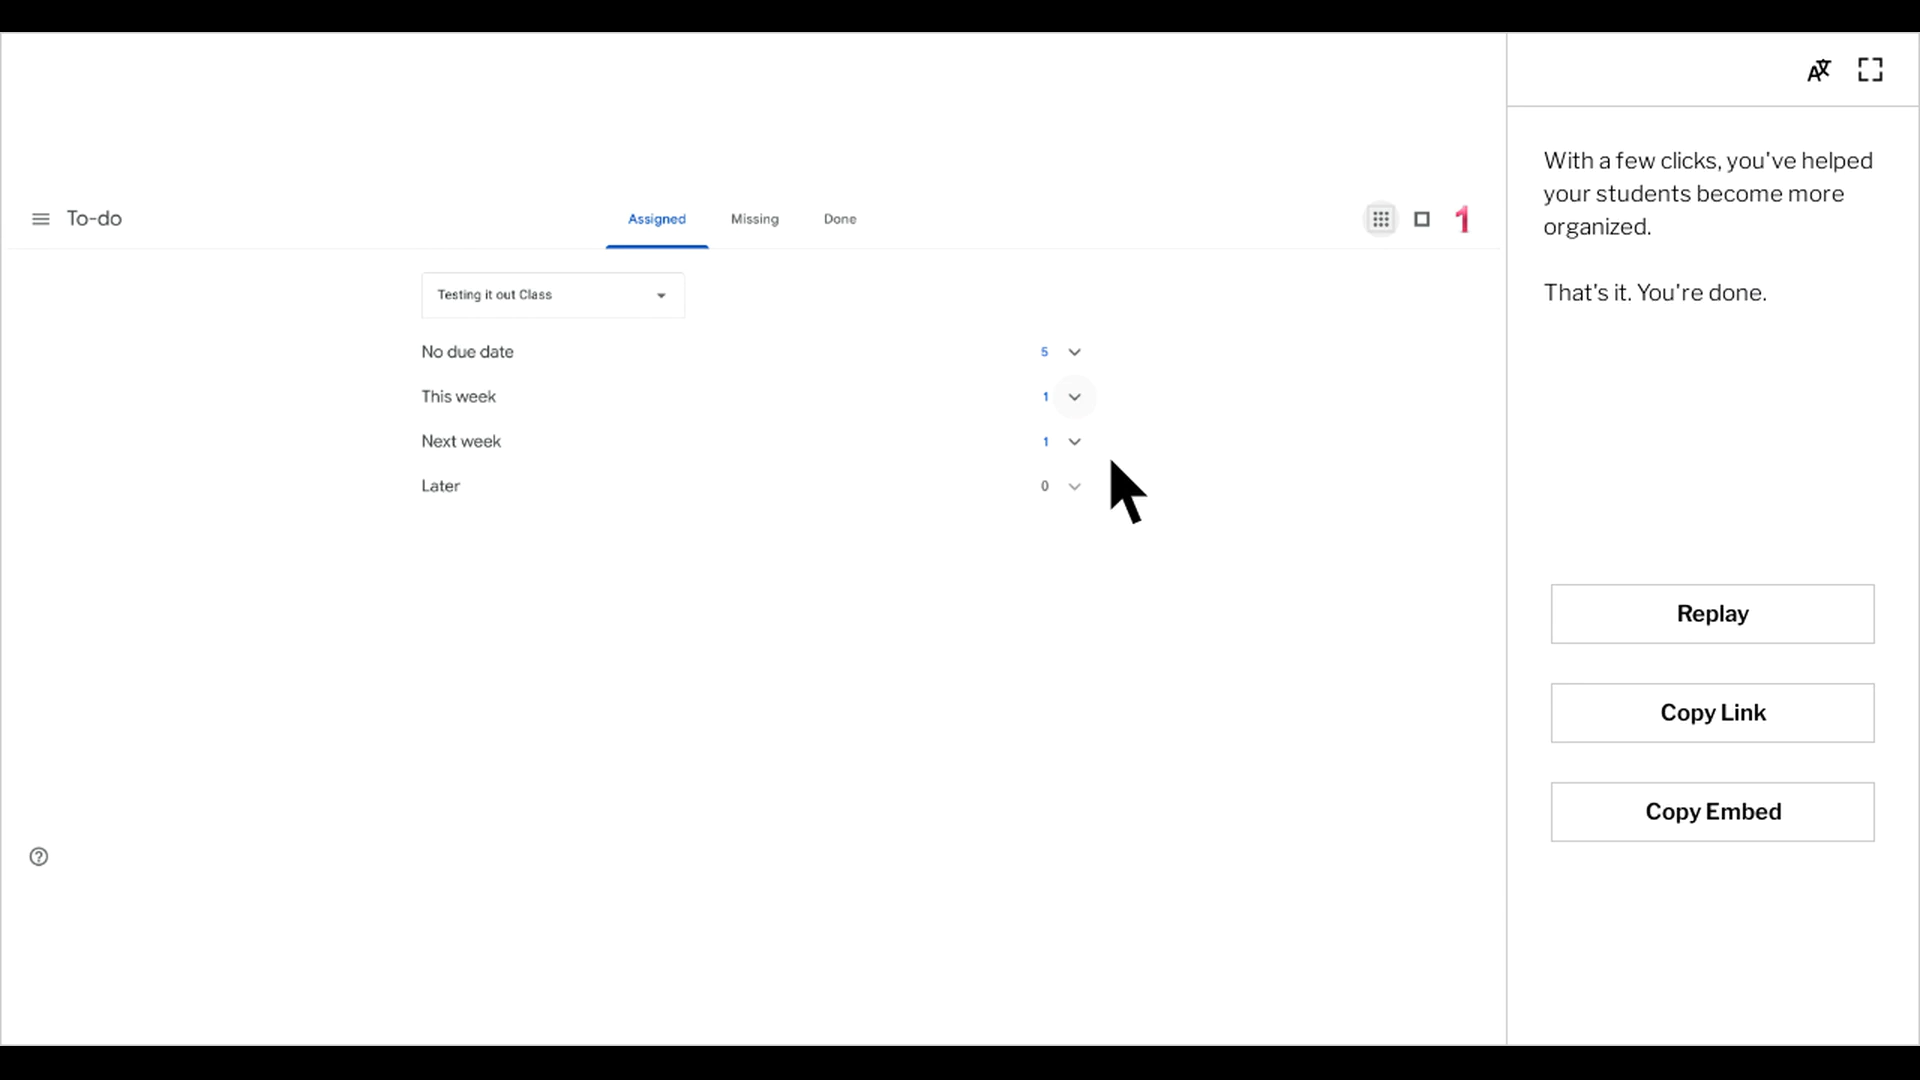 To-do
Assigned
Missing
Done
1
Testing it out Class
No due date 5
This week 1
Next week 1
Later 0
With a few clicks, you've helped
your students become more
organized.
That's it. You're done.
Replay
Copy Link
Copy Embed